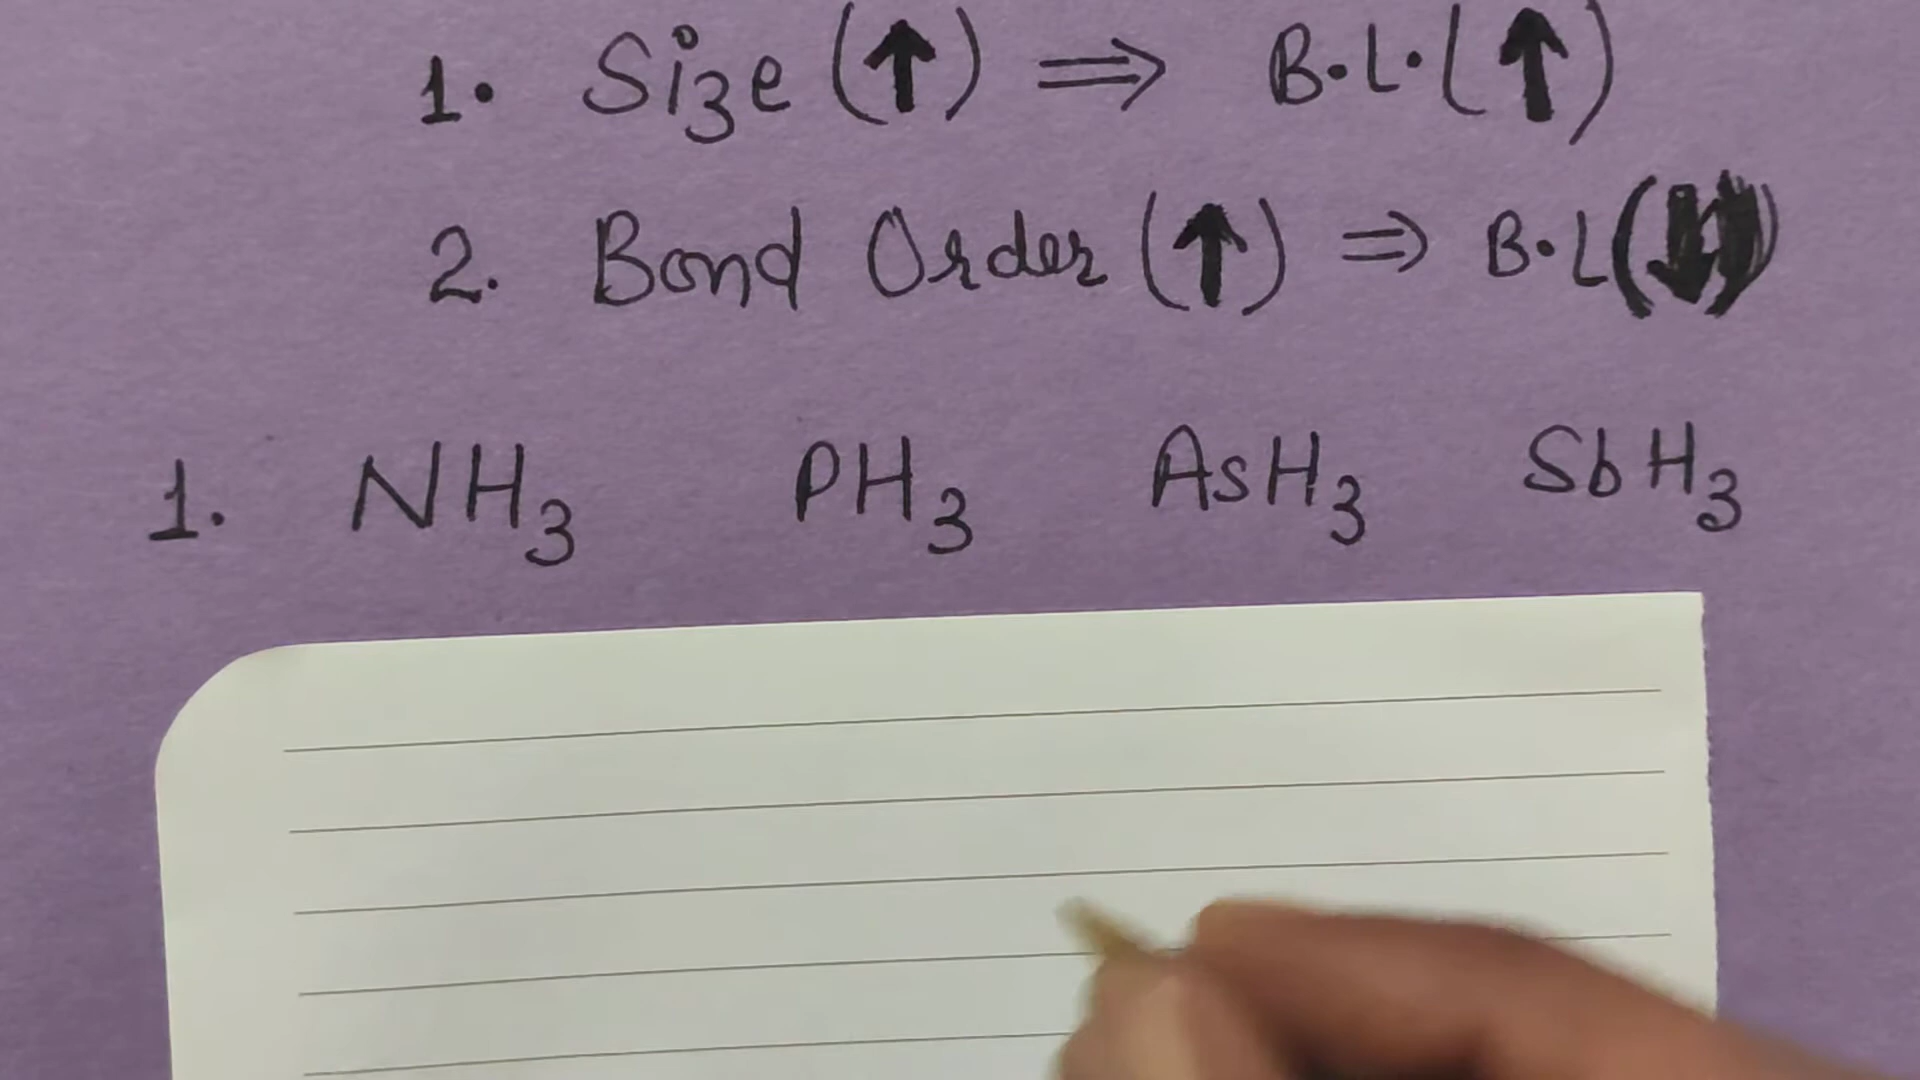 1. Size (↑) ⟹ B.L.(↑)
2. Bond Order (↑) ⇒ B.L(↓)
1. NH₃ PH₃ AsH₃ SbH₃